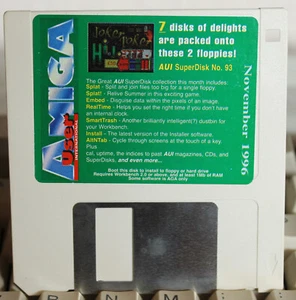 7 disks of delights
are packed onto
these 2 floppies!
AUI SuperDisk No. 93
AMIGA
User
INTERNATIONAL
November 1996
The Great AUI SuperDisk collection this month includes:
Splat - Split and join files too big for a single floppy.
Splat! - Relive Summer in this exciting game.
Embed - Disguise data within the pixels of an image.
RealTime - Helps you set the right time if you don't have
an internal clock.
SmartTrash - Another brilliantly intelligent(?) dustbin for
your Workbench.
Install - The latest version of the Installer software.
AllNTab - Cycle through screens at the touch of a key.
Plus
cal, uptime, the indices to past AUI magazines, CDs, and
SuperDisks, and even more...
Boot this disk to install to floppy or hard drive
Requires Workbench 2.0 or above, and at least 1Mb of RAM
Some software is AGA-only